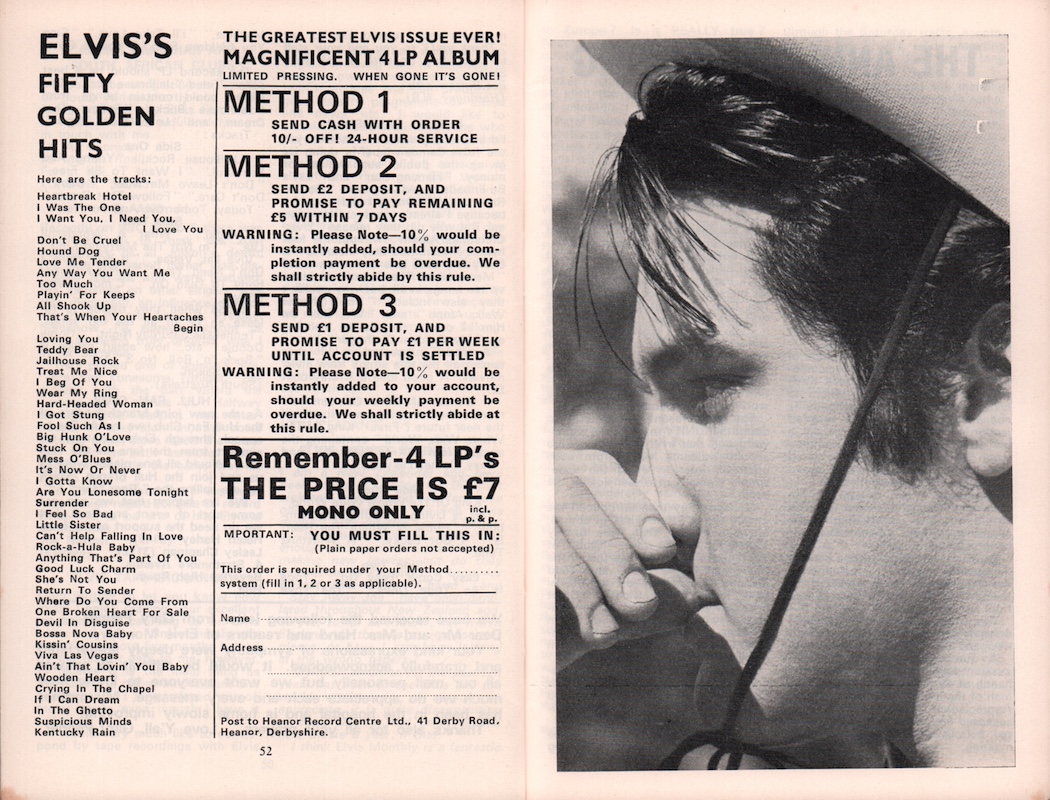 ELVIS'S
FIFTY
GOLDEN
HITS
Here are the tracks:
Heartbreak Hotel
I Was The One
I Want You, I Need You,
I Love You
Don't Be Cruel
Hound Dog
Love Me Tender
Any Way You Want Me
Too Much
Playin' For Keeps
All Shook Up
That's When Your Heartaches
Begin
Loving You
Teddy Bear
Jailhouse Rock
Treat Me Nice
I Beg Of You
Wear My Ring
Hard-Headed Woman
I Got Stung
Fool Such As I
Big Hunk O'Love
Stuck On You
Mess O'Blues
It's Now Or Never
I Gotta Know
Are You Lonesome Tonight
Surrender
I Feel So Bad
Little Sister
Can't Help Falling In Love
Rock-a-Hula Baby
Anything That's Part Of You
Good Luck Charm
She's Not You
Return To Sender
Where Do You Come From
One Broken Heart For Sale
Devil In Disguise
Bossa Nova Baby
Kissin' Cousins
Viva Las Vegas
Ain't That Lovin' You Baby
Wooden Heart
Crying In The Chapel
If I Can Dream
In The Ghetto
Suspicious Minds
Kentucky Rain
THE GREATEST ELVIS ISSUE EVER!
MAGNIFICENT 4 LP ALBUM
LIMITED PRESSING. WHEN GONE IT'S GONE!
METHOD 1
SEND CASH WITH ORDER
10/- OFF! 24-HOUR SERVICE
METHOD 2
SEND £2 DEPOSIT, AND
PROMISE TO PAY REMAINING
£5 WITHIN 7 DAYS
WARNING: Please Note—10% would be
instantly added, should your com-
pletion payment be overdue. We
shall strictly abide by this rule.
METHOD 3
SEND £1 DEPOSIT, AND
PROMISE TO PAY £1 PER WEEK
UNTIL ACCOUNT IS SETTLED
WARNING: Please Note—10% would be
instantly added to your account,
should your weekly payment be
overdue. We shall strictly abide at
this rule.
Remember-4 LP's
THE PRICE IS £7
MONO ONLY incl.
p. & p.
MPORTANT: YOU MUST FILL THIS IN:
(Plain paper orders not accepted)
This order is required under your Method..........
system (fill in 1, 2 or 3 as applicable).
Name
Address
Post to Heanor Record Centre Ltd., 41 Derby Road,
Heanor, Derbyshire.
52